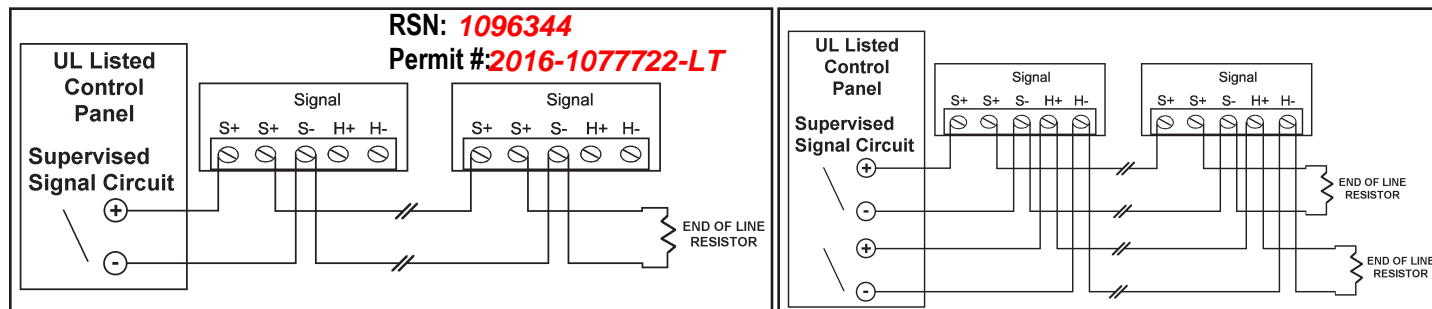 RSN: 1096344
Permit #:2016-1077722-LT
UL Listed
Control
Panel
Signal
S+ S+ S- H+ H-
Signal
S+ S+ S- H+ H-
Supervised
Signal Circuit
+
-
END OF LINE
RESISTOR
UL Listed
Control
Panel
Signal
S+ S+ S- H+ H-
Signal
S+ S+ S- H+ H-
Supervised
Signal Circuit
+
-
+
-
END OF LINE
RESISTOR
END OF LINE
RESISTOR